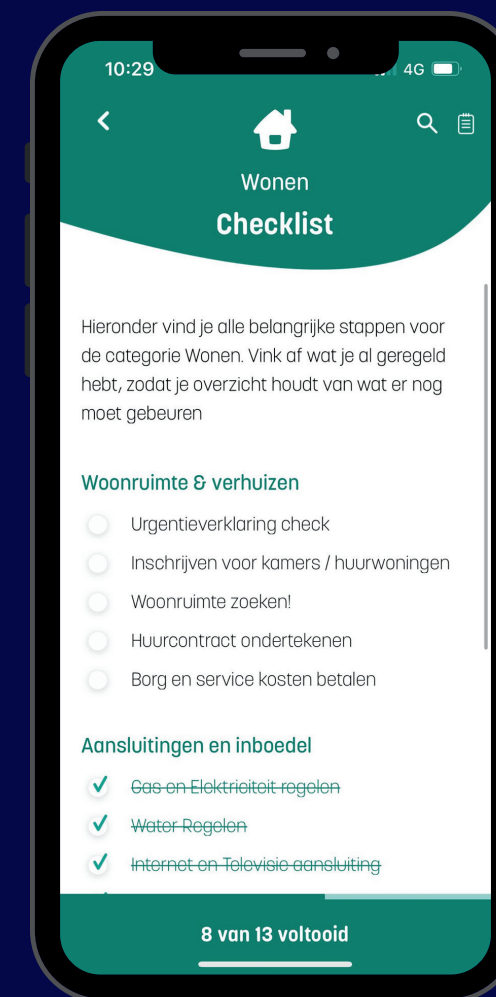 10:29
4G
Wonen
Checklist
Hieronder vind je alle belangrijke stappen voor
de categorie Wonen. Vink af wat je al geregeld
hebt, zodat je overzicht houdt van wat er nog
moet gebeuren
Woonruimte & verhuizen
Urgentieverklaring check
Inschrijven voor kamers / huurwoningen
Woonruimte zoeken!
Huurcontract ondertekenen
Borg en service kosten betalen
Aansluitingen en inboedel
Gas en Elektriciteit regelen
Water Regelen
Internet en Televisie aansluiting
8 van 13 voltooid